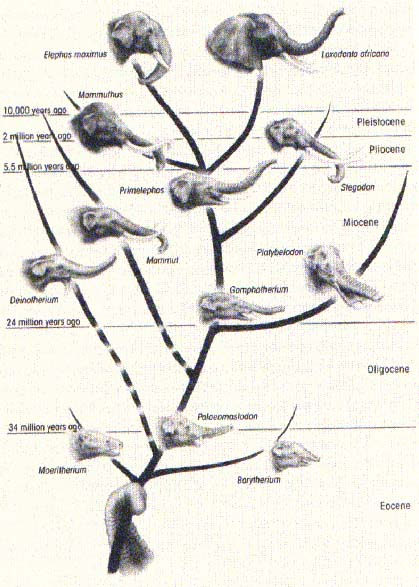 Elephas maximus
Loxodonta africana
Mammuthus
10,000 years ago
Pleistocene
2 million years ago
Pliocene
5.5 million years ago
Primelephas
Stegodon
Miocene
Mammut
Platybelodon
Deinotherium
Gomphotherium
24 million years ago
Oligocene
Palaeomastodon
34 million years ago
Moeritherium
Barytherium
Eocene